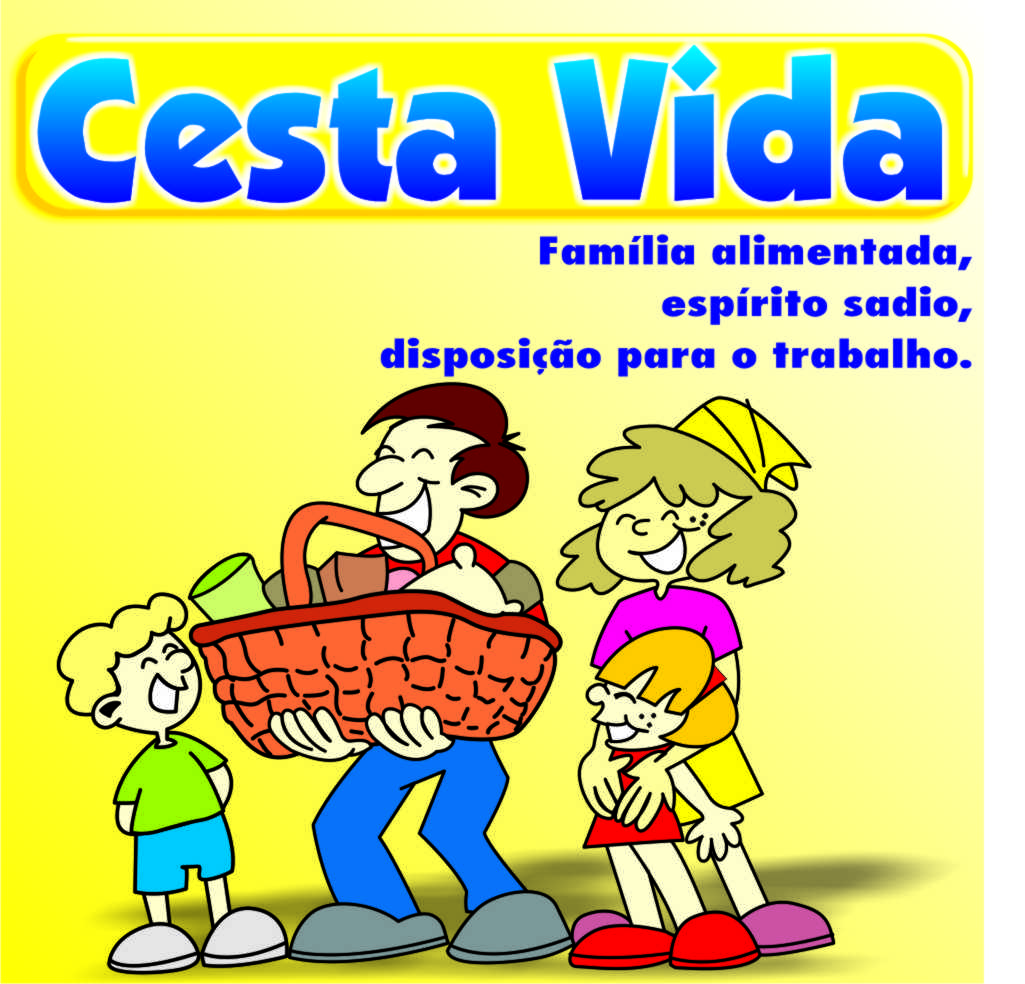 Cesta Vida
Família alimentada,
espírito sadio,
disposição para o trabalho.